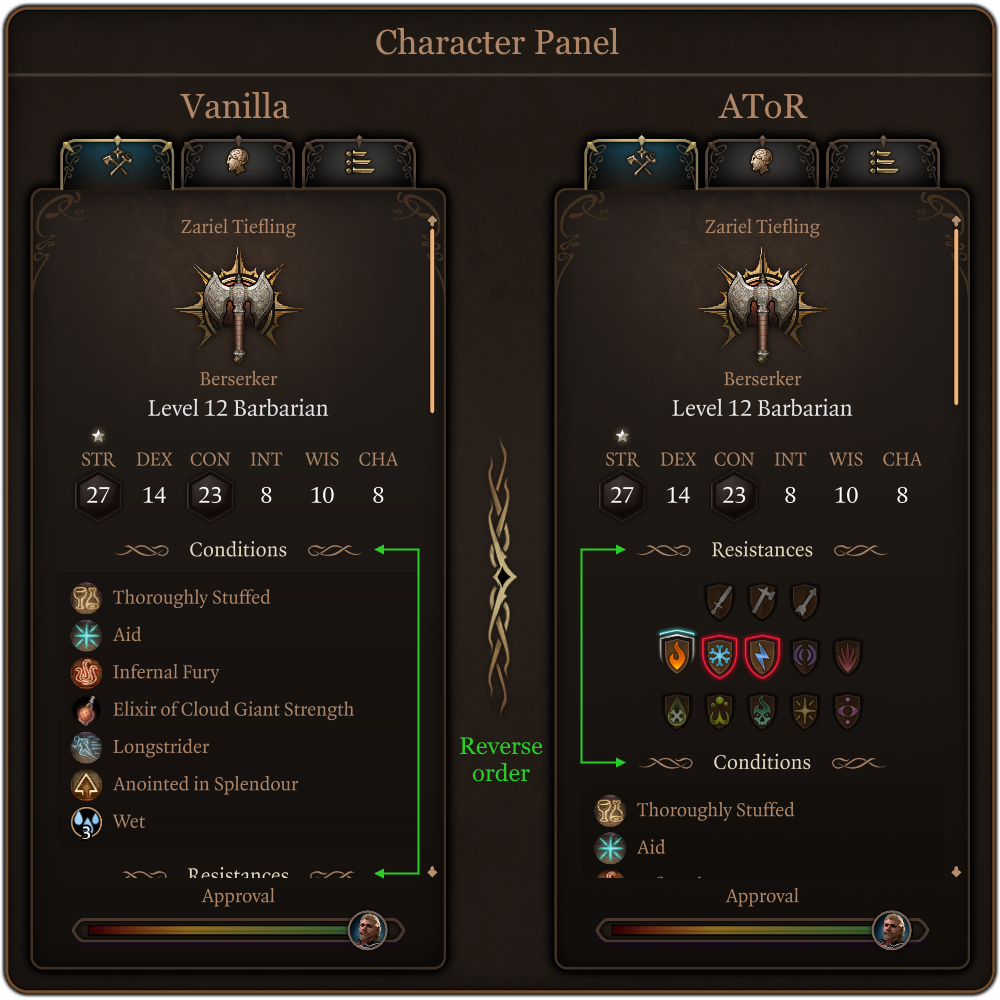 Character Panel
Vanilla
Zariel Tiefling
Berserker
Level 12 Barbarian
STR DEX CON INT WIS CHA
27 14 23 8 10 8
Conditions
Thoroughly Stuffed
Aid
Infernal Fury
Elixir of Cloud Giant Strength
Longstrider
Anointed in Splendour
3 Wet
Resistances
Approval
Reverse
order
AToR
Zariel Tiefling
Berserker
Level 12 Barbarian
STR DEX CON INT WIS CHA
27 14 23 8 10 8
Resistances
Conditions
Thoroughly Stuffed
Aid
Approval